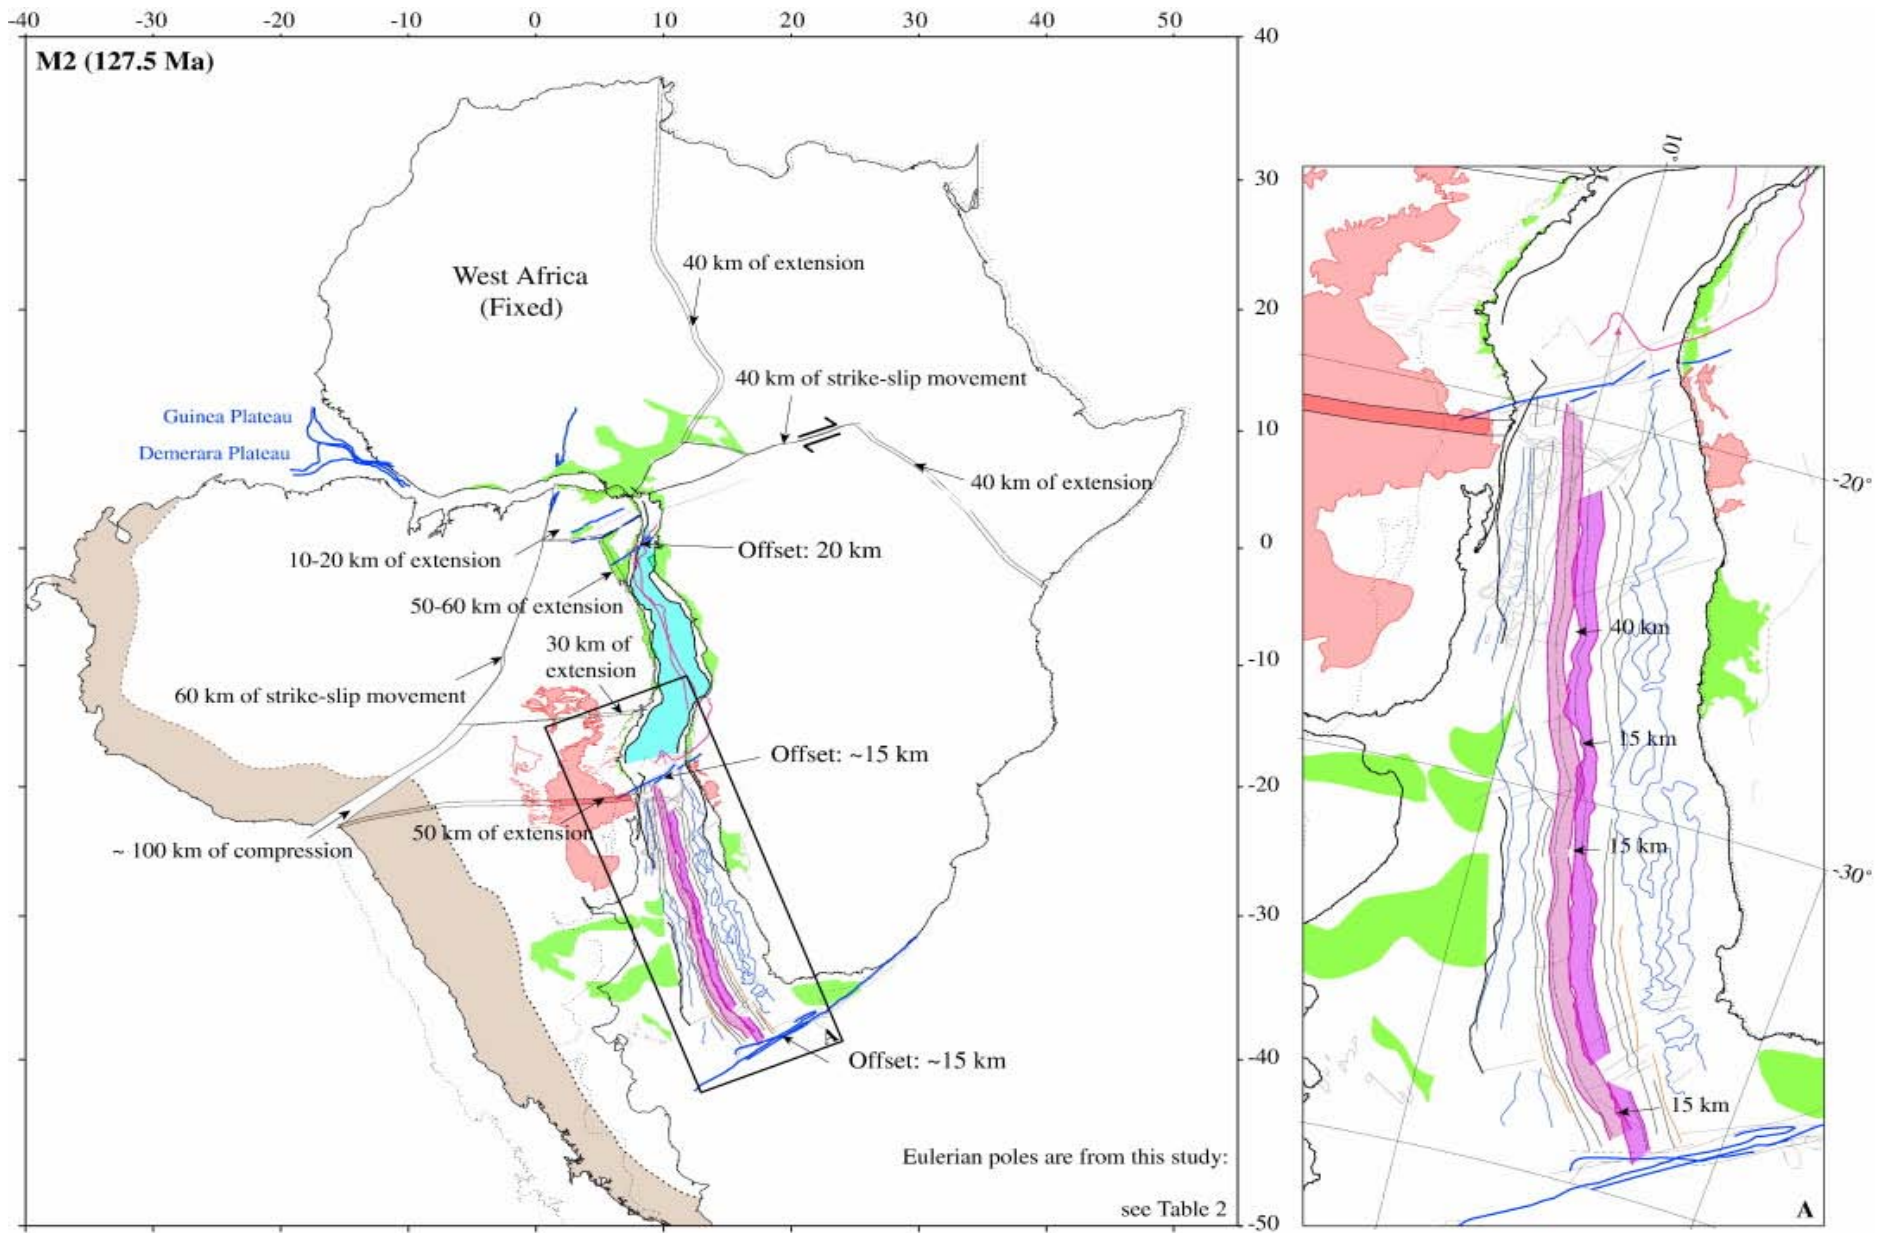 -40 -30 -20 -10 0 10 20 30 40 50
40
M2 (127.5 Ma)
30
20
10
0
-10
-20
-30
-40
-50
West Africa
(Fixed)
40 km of extension
40 km of strike-slip movement
Guinea Plateau
Demerara Plateau
40 km of extension
10-20 km of extension
Offset: 20 km
50-60 km of extension
30 km of
extension
60 km of strike-slip movement
Offset: ~15 km
50 km of extension
~ 100 km of compression
Offset: ~15 km
A
Eulerian poles are from this study:
see Table 2
10°
-20°
-30°
40 km
15 km
15 km
15 km
A